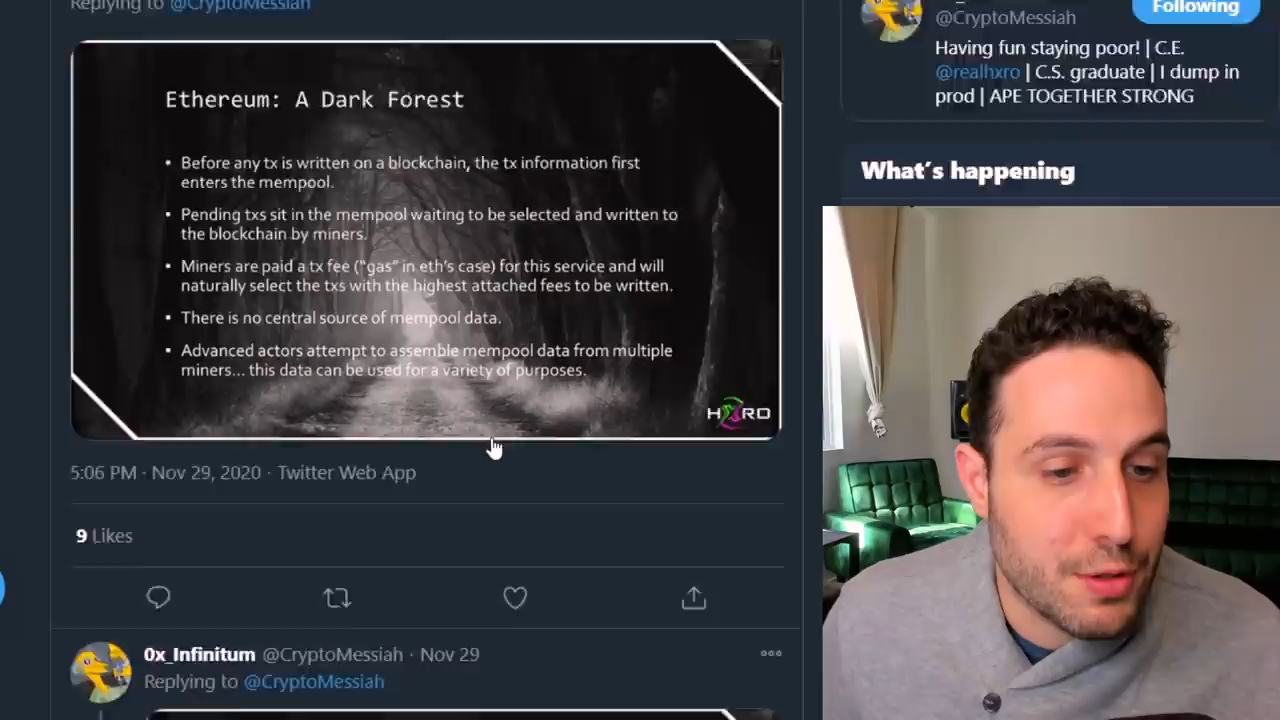 Replying to @CryptoMessiah
Ethereum: A Dark Forest
• Before any tx is written on a blockchain, the tx information first
enters the mempool.
• Pending txs sit in the mempool waiting to be selected and written to
the blockchain by miners.
• Miners are paid a tx fee (“gas” in eth’s case) for this service and will
naturally select the txs with the highest attached fees to be written.
• There is no central source of mempool data.
• Advanced actors attempt to assemble mempool data from multiple
miners... this data can be used for a variety of purposes.
HXRO
5:06 PM · Nov 29, 2020 · Twitter Web App
9 Likes
0x_Infinitum @CryptoMessiah · Nov 29
Replying to @CryptoMessiah
@CryptoMessiah
Following
Having fun staying poor! | C.E.
@realhxro | C.S. graduate | I dump in
prod | APE TOGETHER STRONG
What's happening